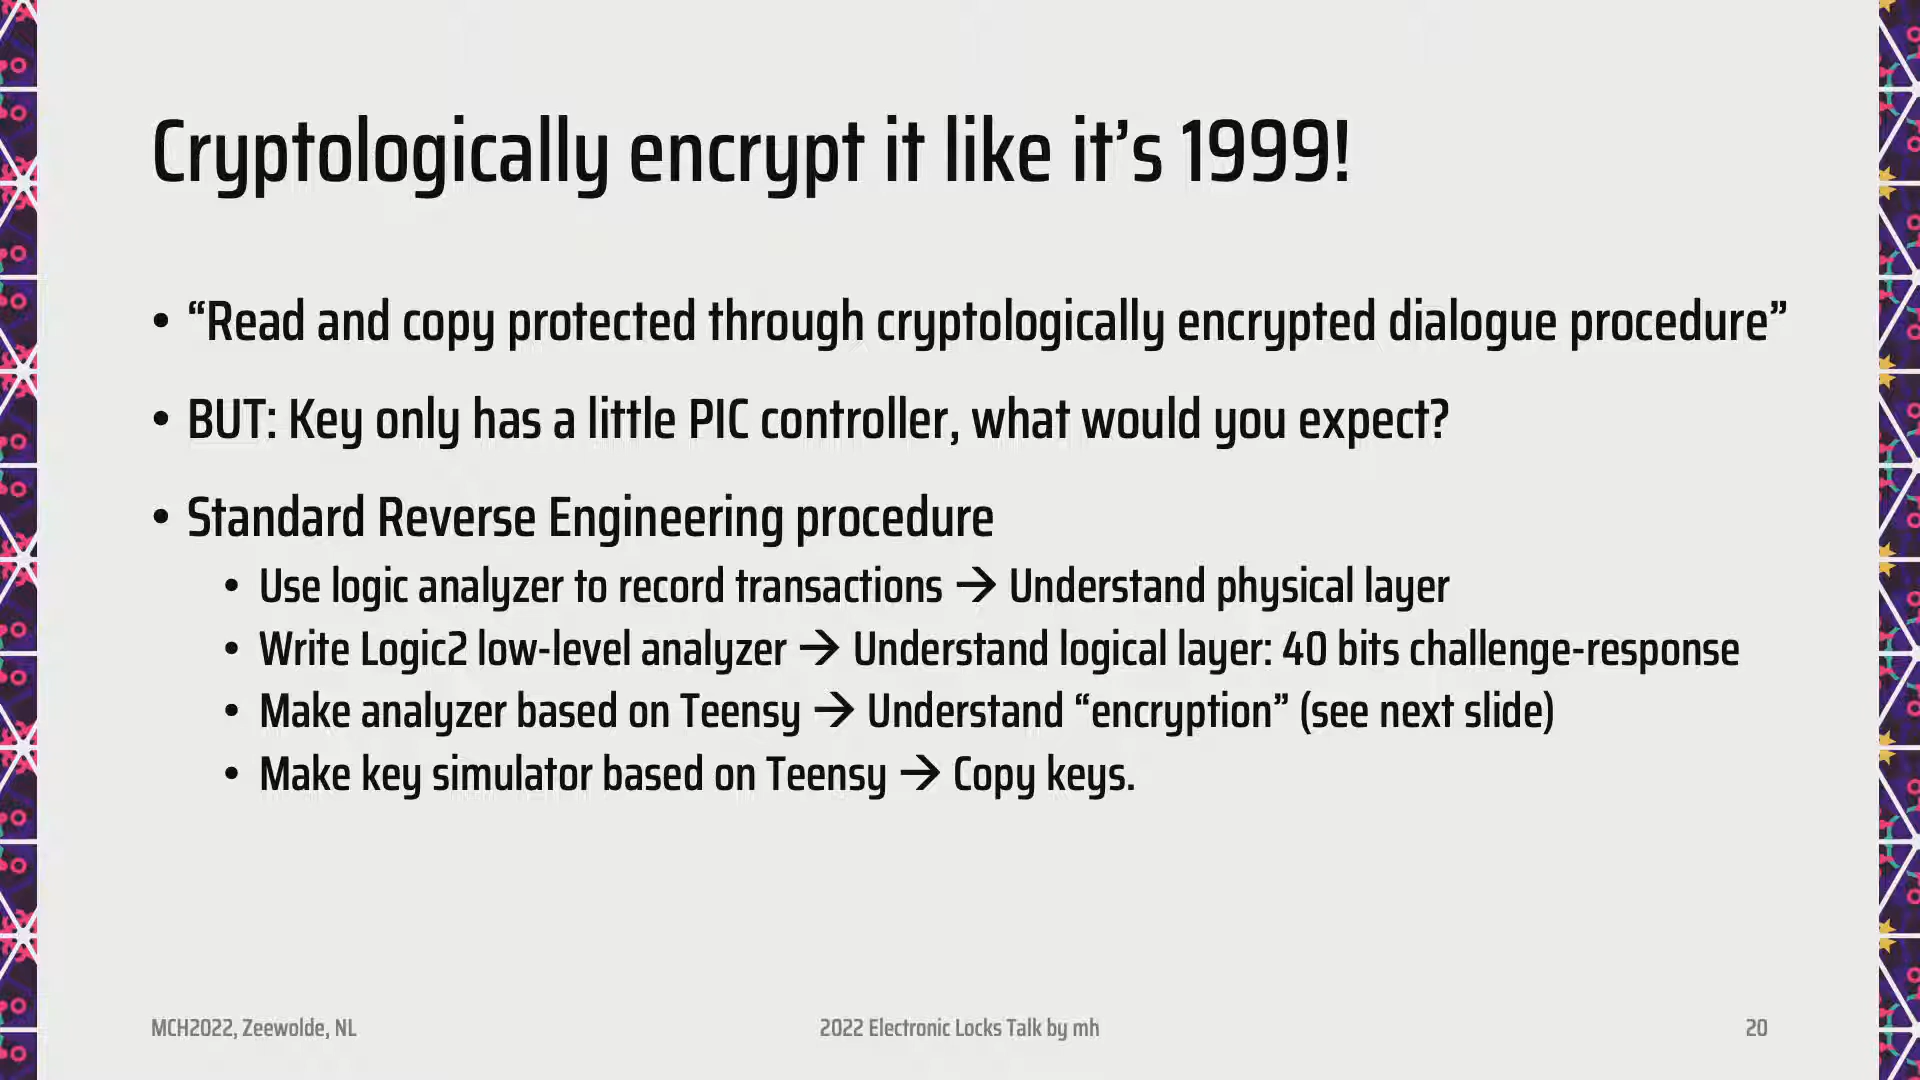 Cryptologically encrypt it like it’s 1999!
• “Read and copy protected through cryptologically encrypted dialogue procedure”
• BUT: Key only has a little PIC controller, what would you expect?
• Standard Reverse Engineering procedure
• Use logic analyzer to record transactions → Understand physical layer
• Write Logic2 low-level analyzer → Understand logical layer: 40 bits challenge-response
• Make analyzer based on Teensy → Understand “encryption” (see next slide)
• Make key simulator based on Teensy → Copy keys.
MCH2022, Zeewolde, NL
2022 Electronic Locks Talk by mh
20